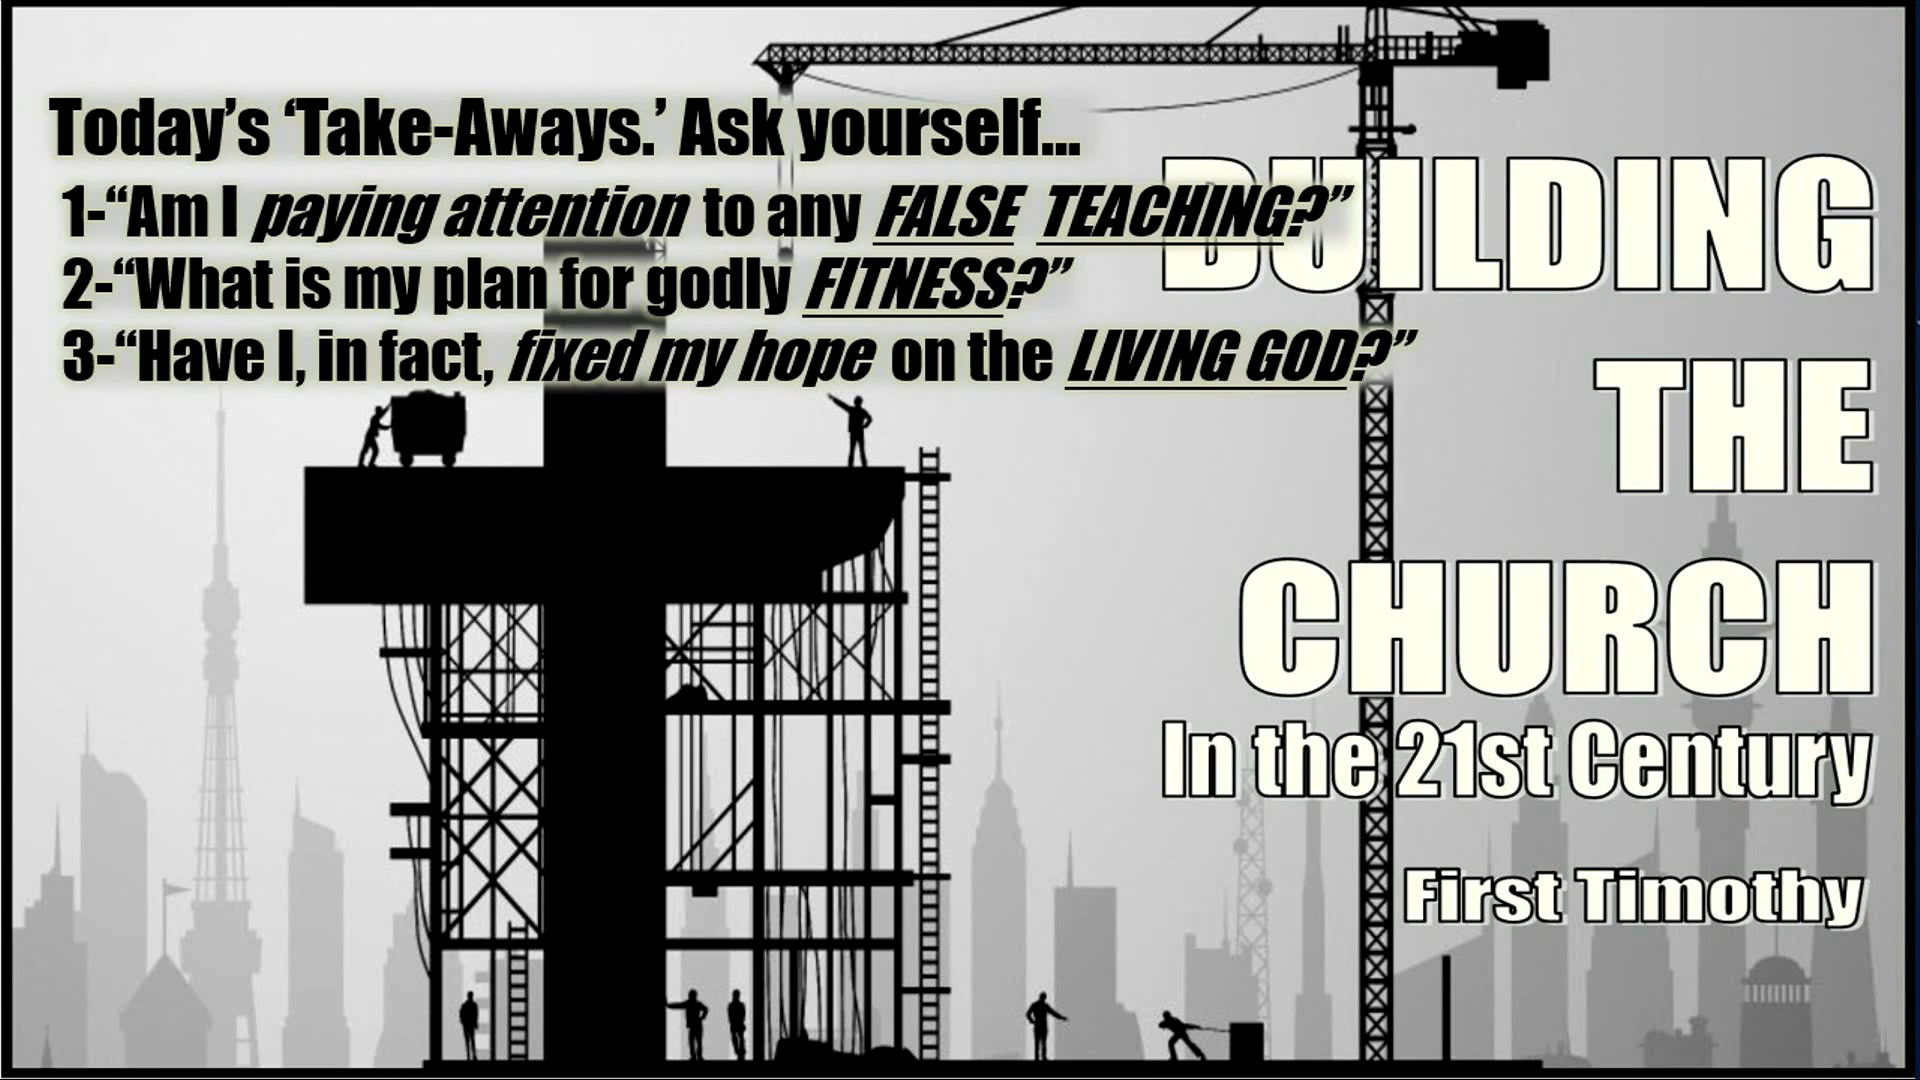 Today’s ‘Take-Aways.’ Ask yourself...
1-“Am I paying attention to any FALSE TEACHING?”
2-“What is my plan for godly FITNESS?”
3-“Have I, in fact, fixed my hope on the LIVING GOD?”
BUILDING
THE
CHURCH
In the 21st Century
First Timothy